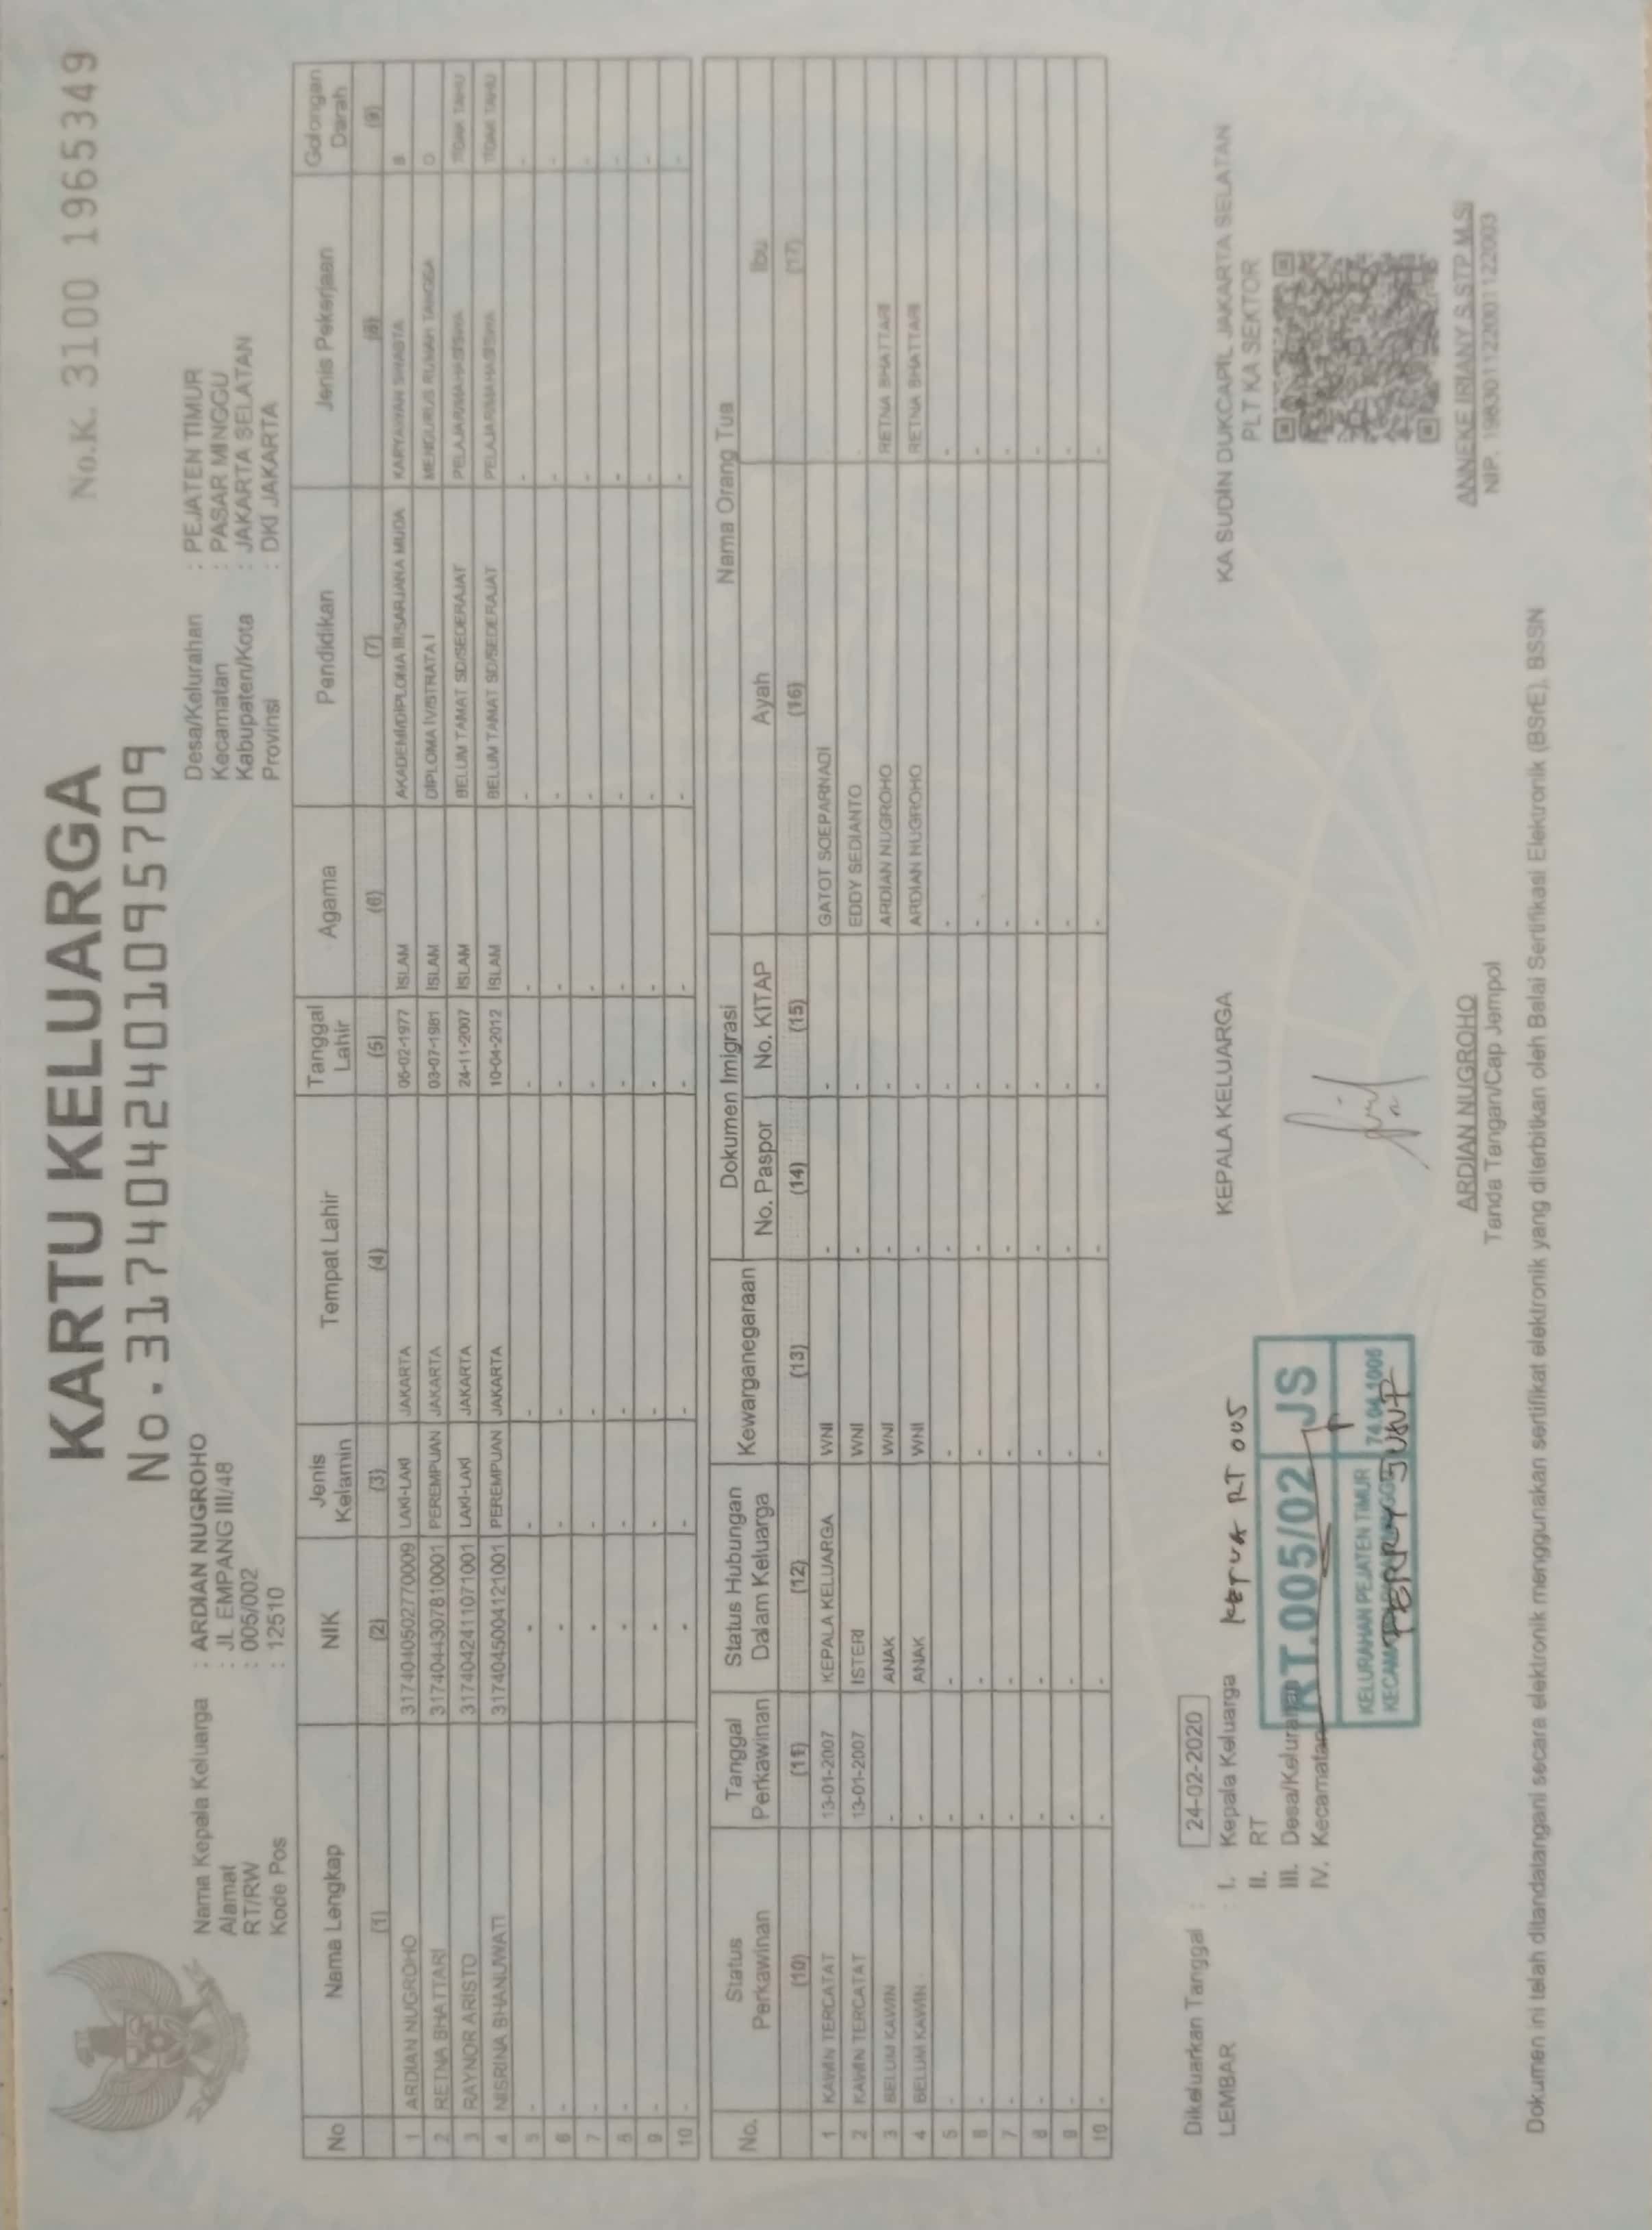 No.K. 3100 1965349
KARTU KELUARGA
No. 3174042401095709
Nama Kepala Keluarga : ARDIAN NUGROHO
Alamat : JL EMPANG III/48
RT/RW : 005/002
Kode Pos : 12510
Desa/Kelurahan : PEJATEN TIMUR
Kecamatan : PASAR MINGGU
Kabupaten/Kota : JAKARTA SELATAN
Provinsi : DKI JAKARTA
No Nama Lengkap NIK Jenis Kelamin Tempat Lahir Tanggal Lahir Agama Pendidikan Jenis Pekerjaan Golongan Darah
(1) (2) (3) (4) (5) (6) (7) (8) (9)
1 ARDIAN NUGROHO 3174040502770009 LAKI-LAKI JAKARTA 05-02-1977 ISLAM AKADEMI/DIPLOMA III/SARJANA MUDA KARYAWAN SWASTA B
2 RETNA BHATTARI 3174044307810001 PEREMPUAN JAKARTA 03-07-1981 ISLAM DIPLOMA IV/STRATA I MENGURUS RUMAH TANGGA O
3 RAYNOR ARISTO 3174042411071001 LAKI-LAKI JAKARTA 24-11-2007 ISLAM BELUM TAMAT SD/SEDERAJAT PELAJAR/MAHASISWA TIDAK TAHU
4 NISRINA BHANUWATI 3174045004121001 PEREMPUAN JAKARTA 10-04-2012 ISLAM BELUM TAMAT SD/SEDERAJAT PELAJAR/MAHASISWA TIDAK TAHU
5 - - - - - - - - -
6 - - - - - - - - -
7 - - - - - - - - -
8 - - - - - - - - -
9 - - - - - - - - -
10 - - - - - - - - -
No. Status Perkawinan Tanggal Perkawinan Status Hubungan Dalam Keluarga Kewarganegaraan Dokumen Imigrasi Nama Orang Tua
No. Paspor No. KITAP Ayah Ibu
(10) (11) (12) (13) (14) (15) (16) (17)
1 KAWIN TERCATAT 13-01-2007 KEPALA KELUARGA WNI - - GATOT SOEPARNADI
2 KAWIN TERCATAT 13-01-2007 ISTERI WNI - - EDDY SEDIANTO
3 BELUM KAWIN - ANAK WNI - - ARDIAN NUGROHO RETNA BHATTARI
4 BELUM KAWIN - ANAK WNI - - ARDIAN NUGROHO RETNA BHATTARI
5 - - - - - - - -
6 - - - - - - - -
7 - - - - - - - -
8 - - - - - - - -
9 - - - - - - - -
10 - - - - - - - -
Dikeluarkan Tanggal : 24-02-2020
LEMBAR : I. Kepala Keluarga
II. RT
III. Desa/Kelurahan
IV. Kecamatan
KETUA RT 005
RT.005/02 JS
KELURAHAN PEJATEN TIMUR 74.04.1006
KEPALA KELUARGA
ARDIAN NUGROHO
Tanda Tangan/Cap Jempol
KA SUDIN DUKCAPIL JAKARTA SELATAN
PLT KA SEKTOR
ANNEKE IRIANY S.STP M.SI
NIP. 198301122001122003
Dokumen ini telah ditandatangani secara elektronik menggunakan sertifikat elektronik yang diterbitkan oleh Balai Sertifikasi Elektronik (BSrE), BSSN